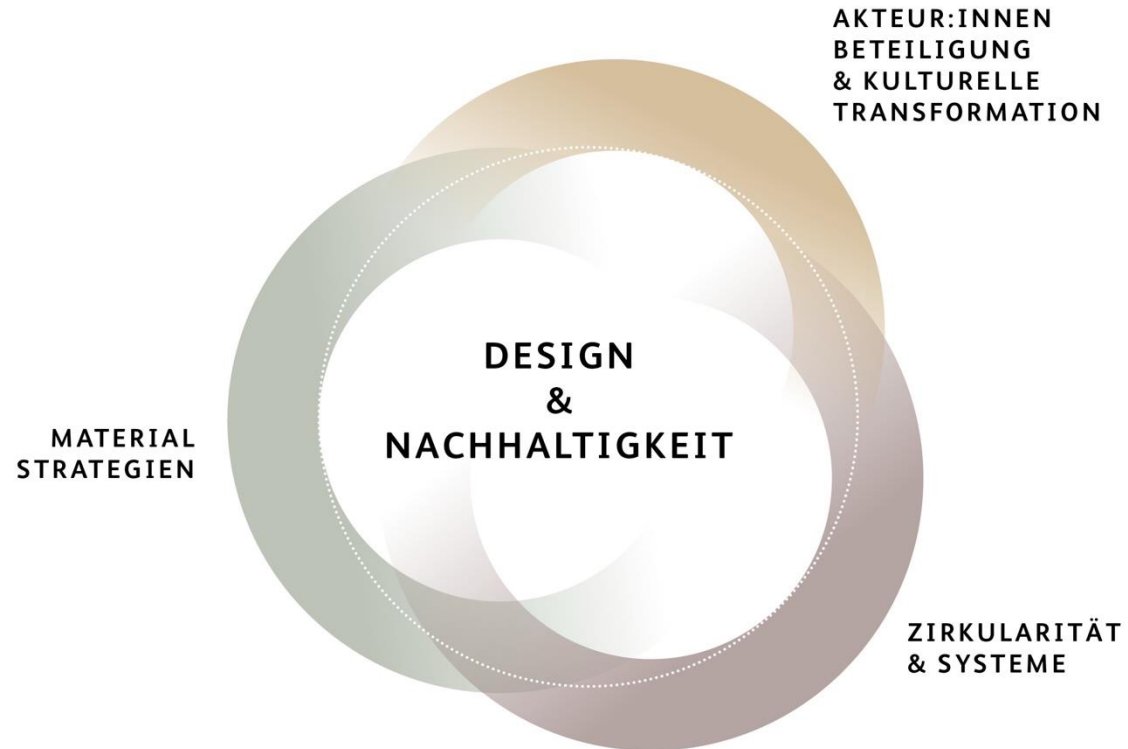 AKTEUR:INNEN
BETEILIGUNG
& KULTURELLE
TRANSFORMATION
DESIGN
&
NACHHALTIGKEIT
MATERIAL
STRATEGIEN
ZIRKULARITÄT
& SYSTEME